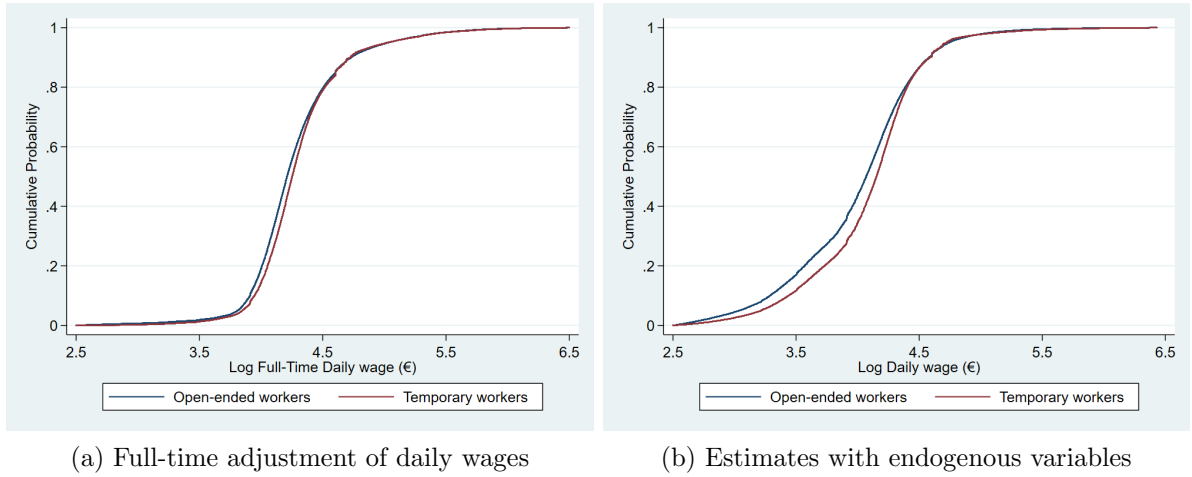 Cumulative Probability
1
.8
.6
.4
.2
0
2.5 3.5 4.5 5.5 6.5
Log Full-Time Daily wage (€)
Open-ended workers Temporary workers
(a) Full-time adjustment of daily wages
Cumulative Probability
1
.8
.6
.4
.2
0
2.5 3.5 4.5 5.5 6.5
Log Daily wage (€)
Open-ended workers Temporary workers
(b) Estimates with endogenous variables